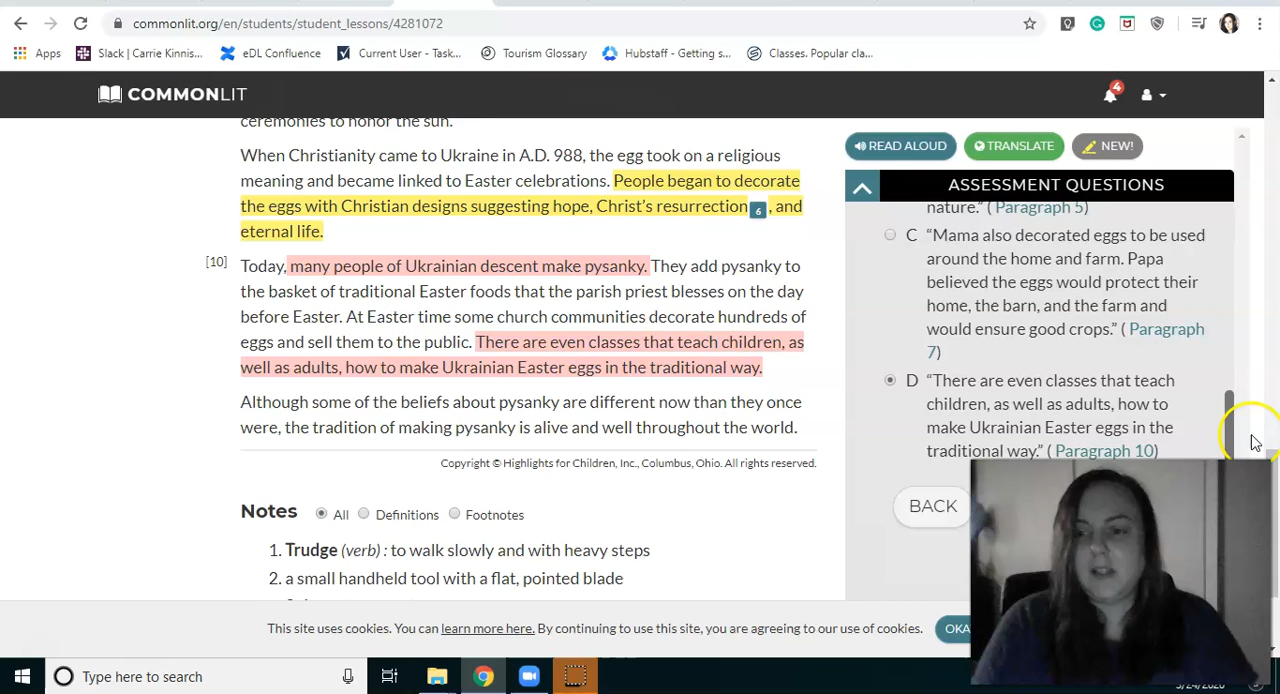 commonlit.org/en/students/student_lessons/4281072
Apps
Slack | Carrie Kinnis...
eDL Confluence
Current User - Task...
Tourism Glossary
Hubstaff - Getting s...
Classes. Popular cla...
COMMONLIT
4
ceremonies to honor the sun.
When Christianity came to Ukraine in A.D. 988, the egg took on a religious
meaning and became linked to Easter celebrations. People began to decorate
the eggs with Christian designs suggesting hope, Christ’s resurrection 6 , and
eternal life.
[10] Today, many people of Ukrainian descent make pysanky. They add pysanky to
the basket of traditional Easter foods that the parish priest blesses on the day
before Easter. At Easter time some church communities decorate hundreds of
eggs and sell them to the public. There are even classes that teach children, as
well as adults, how to make Ukrainian Easter eggs in the traditional way.
Although some of the beliefs about pysanky are different now than they once
were, the tradition of making pysanky is alive and well throughout the world.
Copyright © Highlights for Children, Inc., Columbus, Ohio. All rights reserved.
Notes
All
Definitions
Footnotes
1. Trudge (verb) : to walk slowly and with heavy steps
2. a small handheld tool with a flat, pointed blade
READ ALOUD
TRANSLATE
NEW!
ASSESSMENT QUESTIONS
nature.” ( Paragraph 5)
C “Mama also decorated eggs to be used
around the home and farm. Papa
believed the eggs would protect their
home, the barn, and the farm and
would ensure good crops.” ( Paragraph
7)
D “There are even classes that teach
children, as well as adults, how to
make Ukrainian Easter eggs in the
traditional way.” ( Paragraph 10)
BACK
This site uses cookies. You can learn more here. By continuing to use this site, you are agreeing to our use of cookies.
OKA
Type here to search
3/24/2020